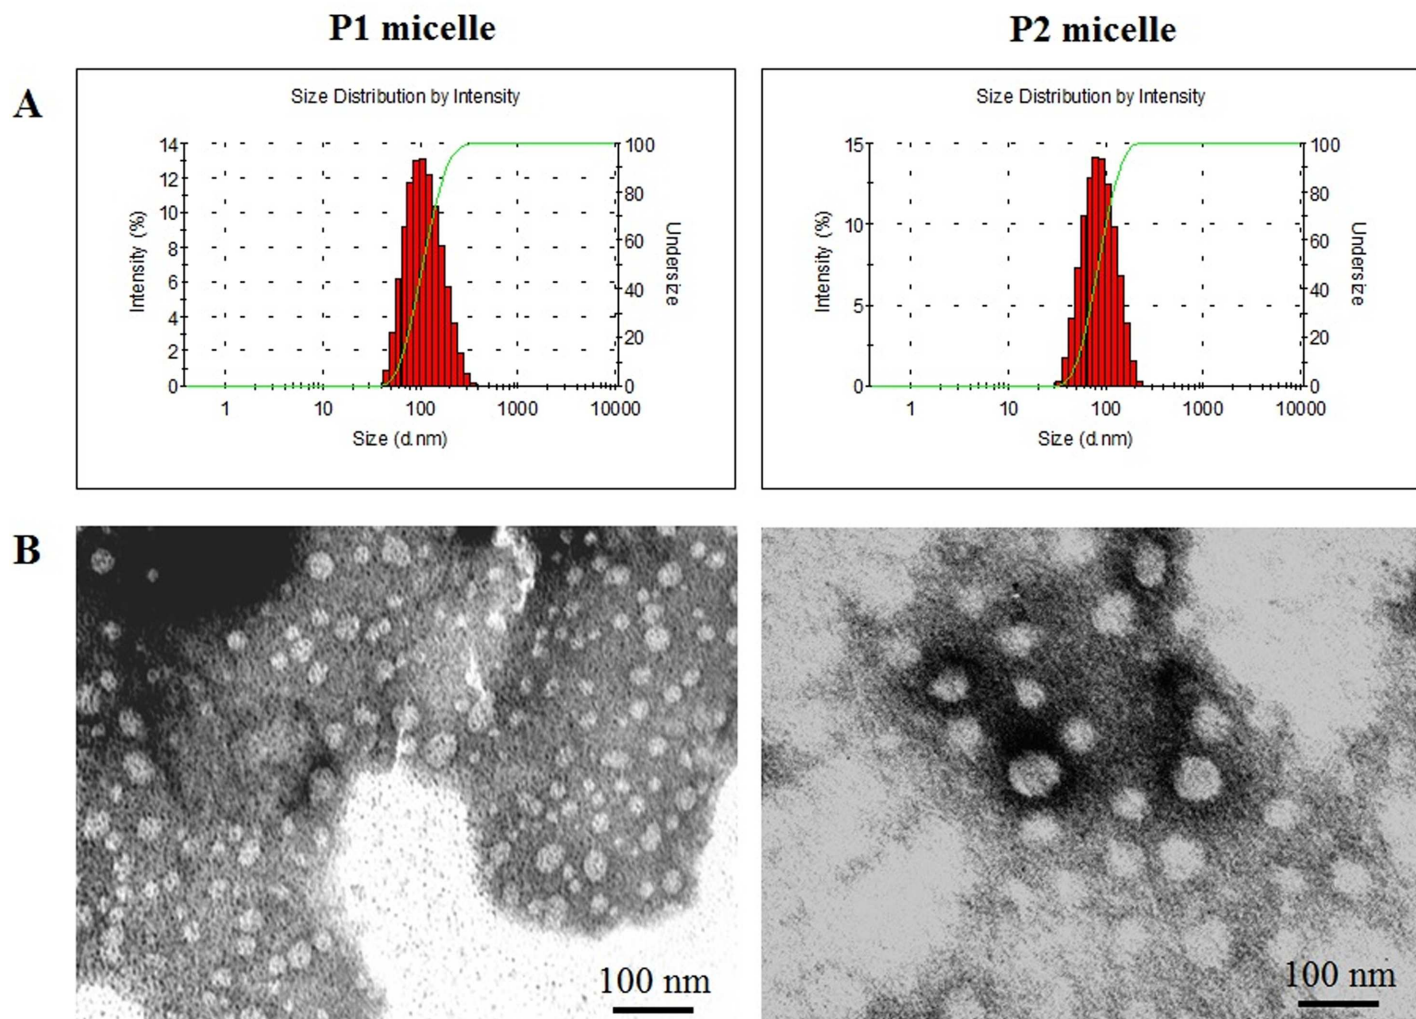 P1 micelle
P2 micelle
A
Size Distribution by Intensity
14
12
10
8
6
4
2
0
Intensity (%)
100
80
60
40
20
0
Undersize
1 10 100 1000 10000
Size (d.nm)
Size Distribution by Intensity
15
10
5
0
Intensity (%)
100
80
60
40
20
0
Undersize
1 10 100 1000 10000
Size (d.nm)
B
100 nm
100 nm